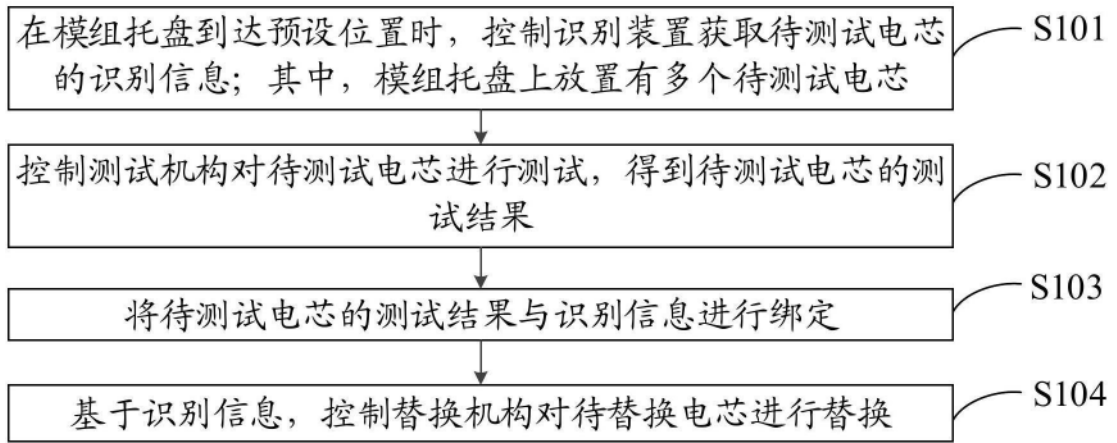 在模组托盘到达预设位置时，控制识别装置获取待测试电芯
的识别信息；其中，模组托盘上放置有多个待测试电芯
S101
控制测试机构对待测试电芯进行测试，得到待测试电芯的测
试结果
S102
将待测试电芯的测试结果与识别信息进行绑定
S103
基于识别信息，控制替换机构对待替换电芯进行替换
S104